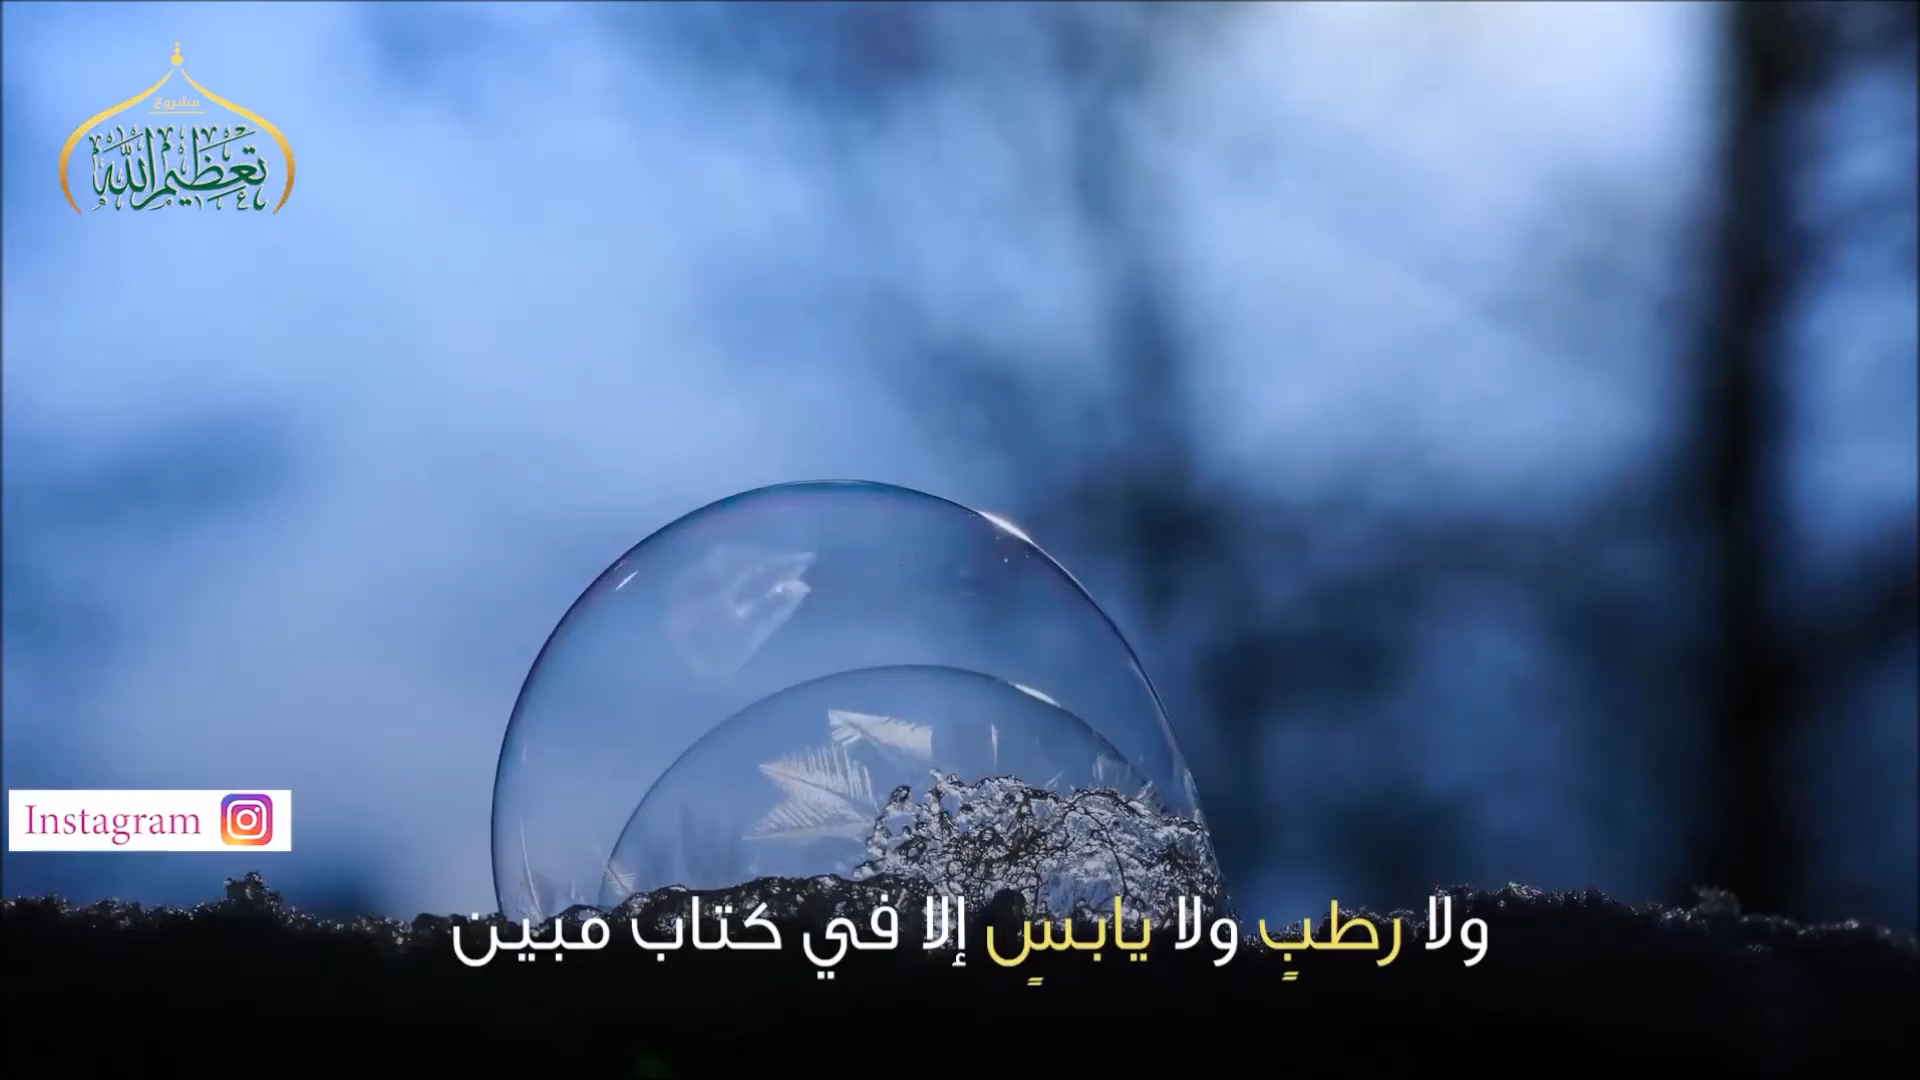 مشروع
تعظيم الله
Instagram
ولا رطبٍ ولا يابسٍ إلا في كتاب مبين